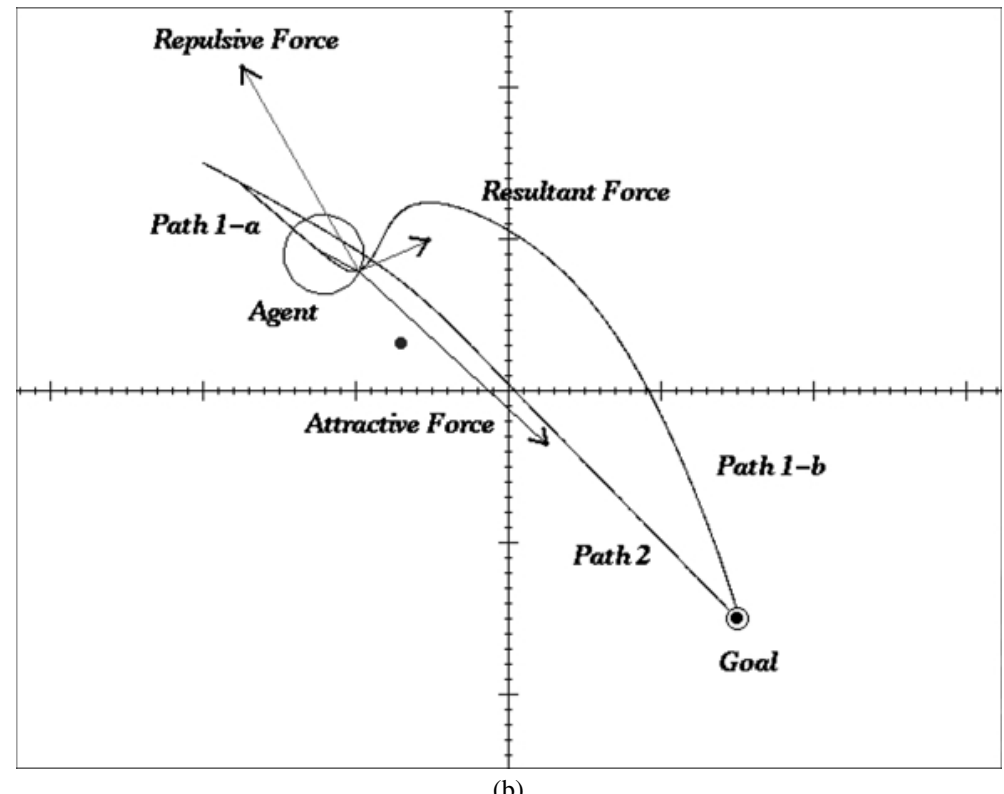 Repulsive Force
Resultant Force
Path 1-a
Agent
Attractive Force
Path 1-b
Path 2
Goal
(b)